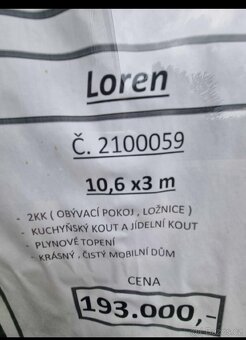 Loren
Č. 2100059
10,6 x3 m
- 2KK ( OBÝVACÍ POKOJ , LOŽNICE )
- KUCHYŇSKÝ KOUT A JÍDELNÍ KOUT
- PLYNOVÉ TOPENÍ
- KRÁSNÝ , ČISTÝ MOBILNÍ DŮM
CENA
193.000,-